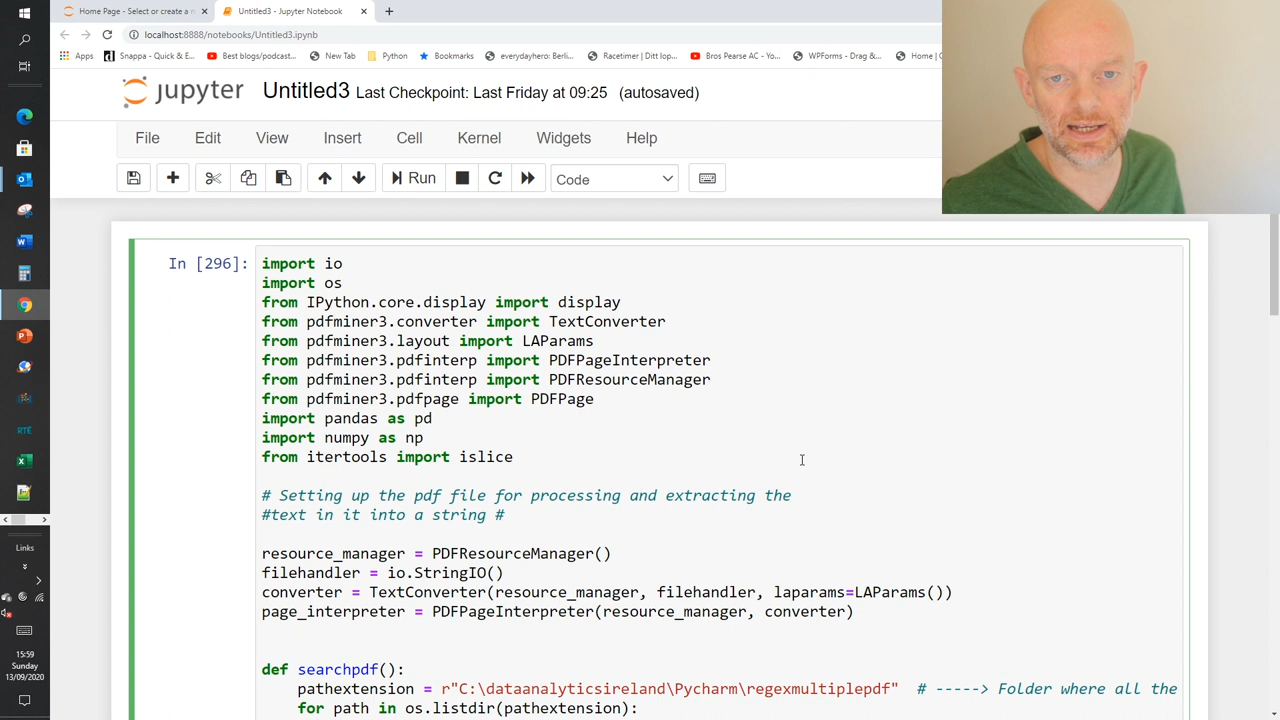 Home Page - Select or create a n
Untitled3 - Jupyter Notebook
localhost:8888/notebooks/Untitled3.ipynb
Apps
Snappa - Quick & E...
Best blogs/podcast...
New Tab
Python
Bookmarks
everydayhero: Berli...
Racetimer | Ditt lop...
Bros Pearse AC - Yo...
WPForms - Drag &...
Home (
jupyter Untitled3 Last Checkpoint: Last Friday at 09:25 (autosaved)
File Edit View Insert Cell Kernel Widgets Help
Run
Code
In [296]:
import io
import os
from IPython.core.display import display
from pdfminer3.converter import TextConverter
from pdfminer3.layout import LAParams
from pdfminer3.pdfinterp import PDFPageInterpreter
from pdfminer3.pdfinterp import PDFResourceManager
from pdfminer3.pdfpage import PDFPage
import pandas as pd
import numpy as np
from itertools import islice
# Setting up the pdf file for processing and extracting the
#text in it into a string #
resource_manager = PDFResourceManager()
filehandler = io.StringIO()
converter = TextConverter(resource_manager, filehandler, laparams=LAParams())
page_interpreter = PDFPageInterpreter(resource_manager, converter)
def searchpdf():
pathextension = r"C:\dataanalyticsireland\Pycharm\regexmultiplepdf" # -----> Folder where all the
for path in os.listdir(pathextension):
RTÉ
Links
15:59
Sunday
13/09/2020